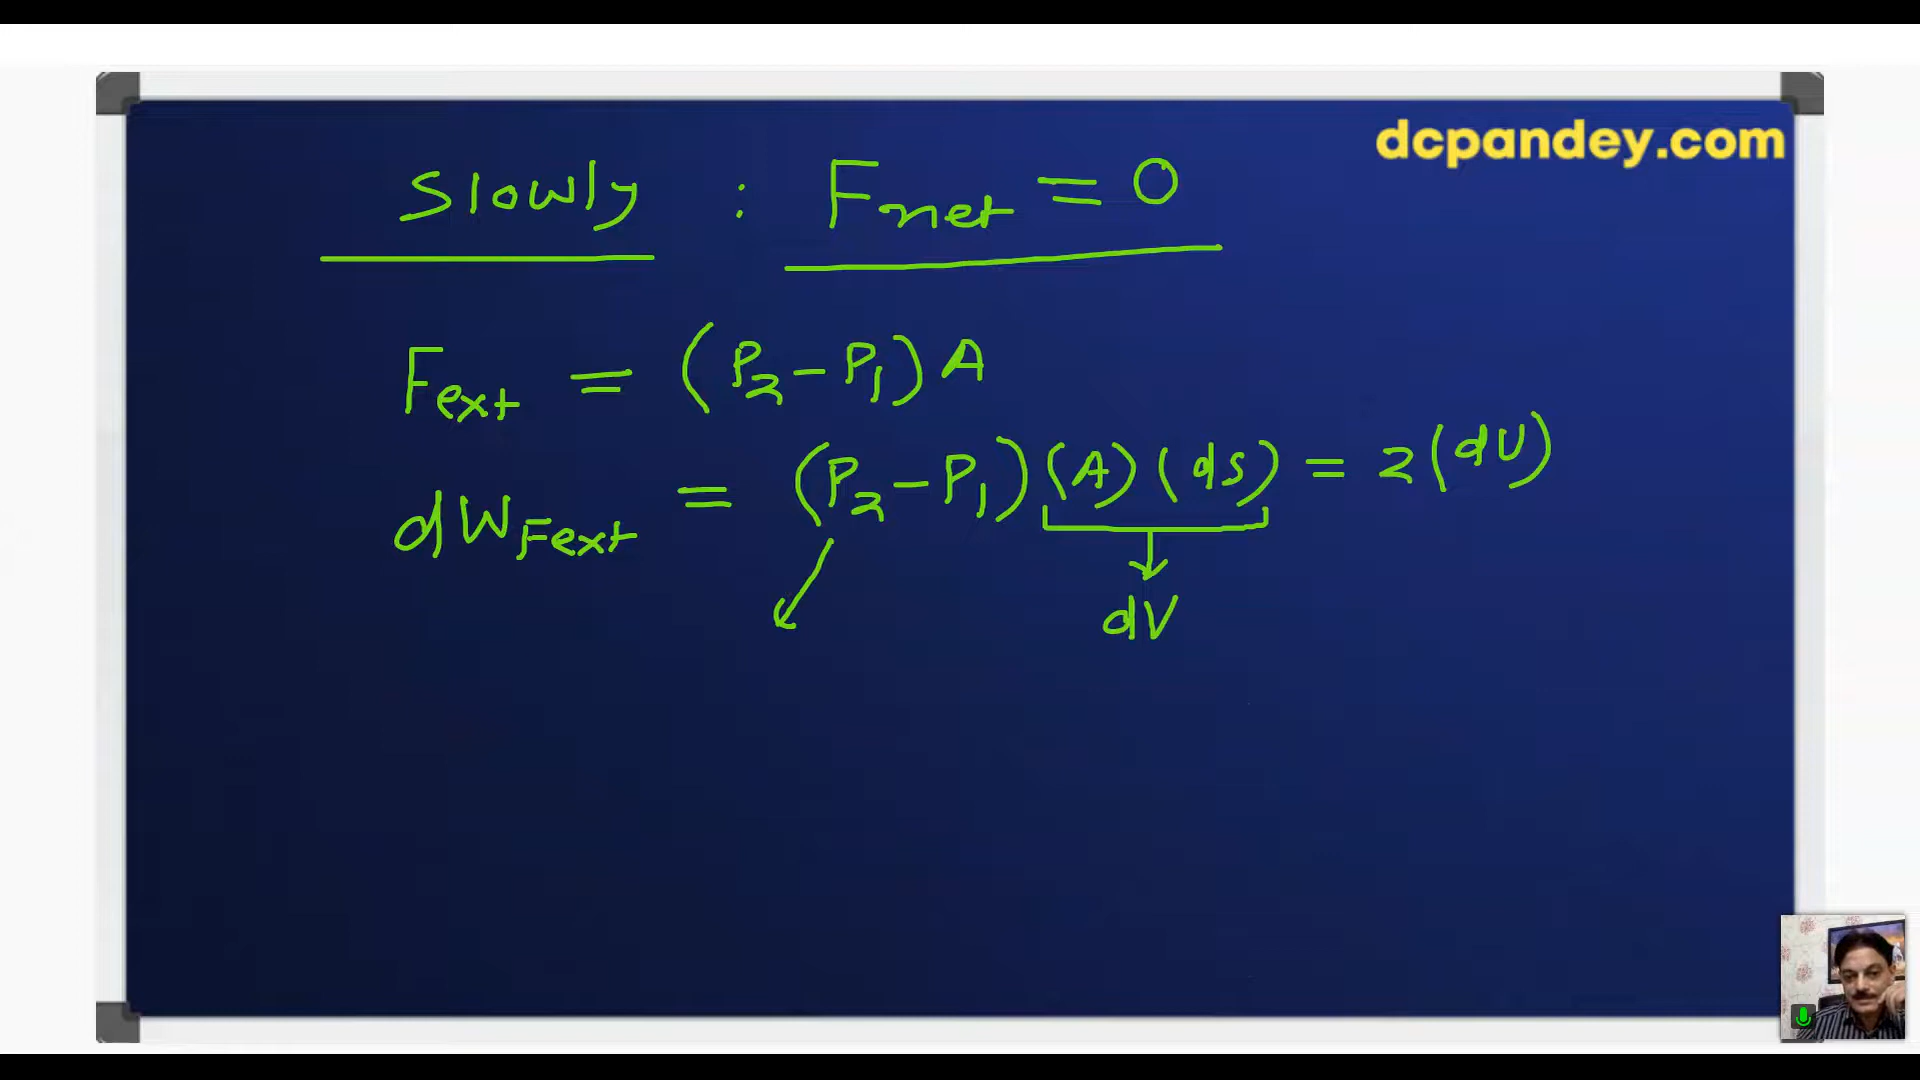 dcpandey.com
Slowly : Fnet = 0
Fext = (P2 - P1) A
dWFext = (P2 - P1) (A) (ds) = 2 (dU)
dV